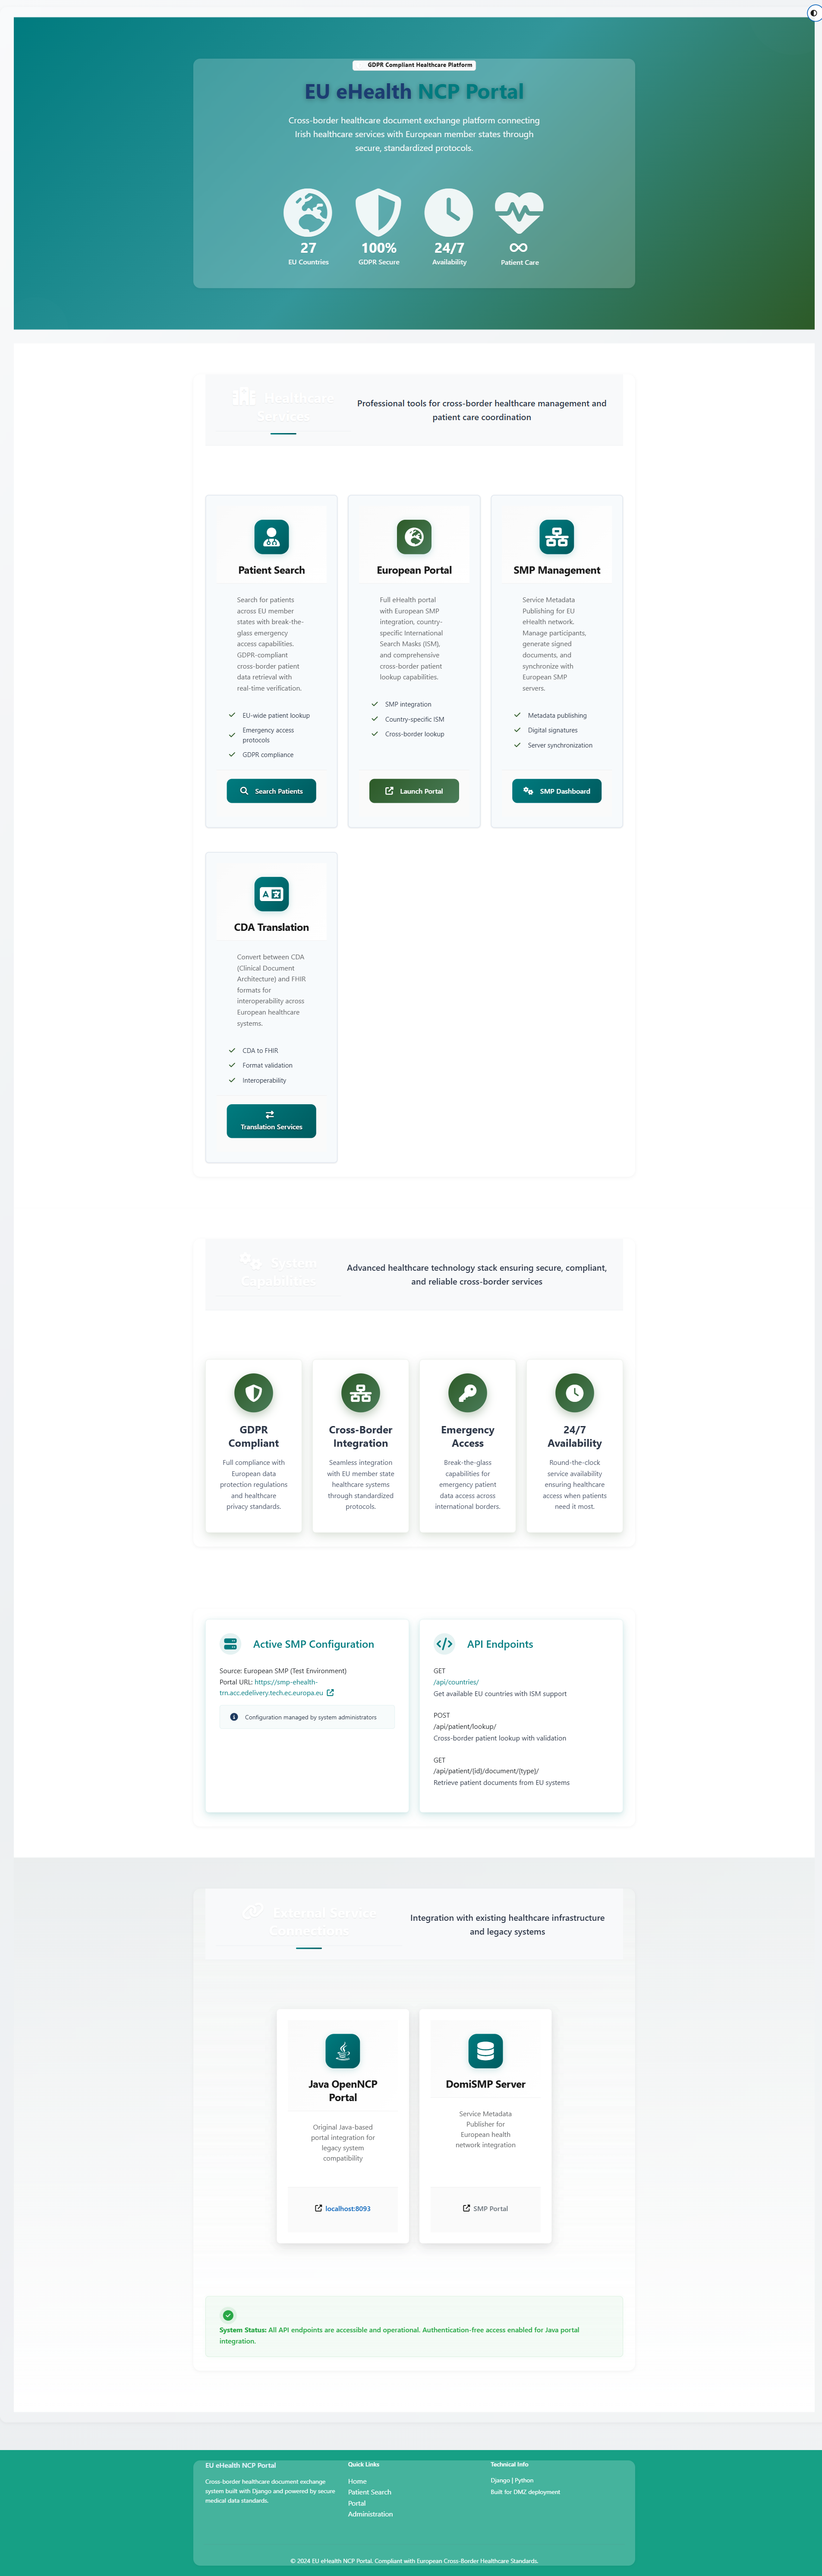 GDPR Compliant Healthcare Platform
EU eHealth NCP Portal
Cross-border healthcare document exchange platform connecting
Irish healthcare services with European member states through
secure, standardized protocols.
27
EU Countries
100%
GDPR Secure
24/7
Availability
∞
Patient Care
Healthcare
Services
Professional tools for cross-border healthcare management and
patient care coordination
Patient Search
Search for patients
across EU member
states with break-the-
glass emergency
access capabilities.
GDPR-compliant
cross-border patient
data retrieval with
real-time verification.
EU-wide patient lookup
Emergency access
protocols
GDPR compliance
Search Patients
European Portal
Full eHealth portal
with European SMP
integration, country-
specific International
Search Masks (ISM),
and comprehensive
cross-border patient
lookup capabilities.
SMP integration
Country-specific ISM
Cross-border lookup
Launch Portal
SMP Management
Service Metadata
Publishing for EU
eHealth network.
Manage participants,
generate signed
documents, and
synchronize with
European SMP
servers.
Metadata publishing
Digital signatures
Server synchronization
SMP Dashboard
CDA Translation
Convert between CDA
(Clinical Document
Architecture) and FHIR
formats for
interoperability across
European healthcare
systems.
CDA to FHIR
Format validation
Interoperability
Translation Services
System
Capabilities
Advanced healthcare technology stack ensuring secure, compliant,
and reliable cross-border services
GDPR
Compliant
Full compliance with
European data
protection regulations
and healthcare
privacy standards.
Cross-Border
Integration
Seamless integration
with EU member state
healthcare systems
through standardized
protocols.
Emergency
Access
Break-the-glass
capabilities for
emergency patient
data access across
international borders.
24/7
Availability
Round-the-clock
service availability
ensuring healthcare
access when patients
need it most.
Active SMP Configuration
Source: European SMP (Test Environment)
Portal URL: https://smp-ehealth-
trn.acc.edelivery.tech.ec.europa.eu
Configuration managed by system administrators
API Endpoints
GET
/api/countries/
Get available EU countries with ISM support
POST
/api/patient/lookup/
Cross-border patient lookup with validation
GET
/api/patient/{id}/document/{type}/
Retrieve patient documents from EU systems
External Service
Connections
Integration with existing healthcare infrastructure
and legacy systems
Java OpenNCP
Portal
Original Java-based
portal integration for
legacy system
compatibility
localhost:8093
DomiSMP Server
Service Metadata
Publisher for
European health
network integration
SMP Portal
System Status: All API endpoints are accessible and operational. Authentication-free access enabled for Java portal
integration.
EU eHealth NCP Portal
Cross-border healthcare document exchange
system built with Django and powered by secure
medical data standards.
Quick Links
Home
Patient Search
Portal
Administration
Technical Info
Django | Python
Built for DMZ deployment
© 2024 EU eHealth NCP Portal. Compliant with European Cross-Border Healthcare Standards.